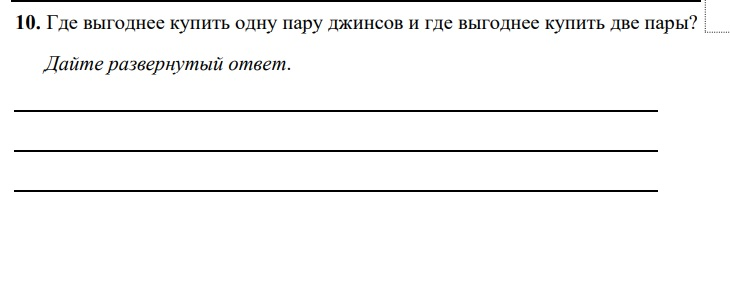 10. Где выгоднее купить одну пару джинсов и где выгоднее купить две пары?
Дайте развернутый ответ.